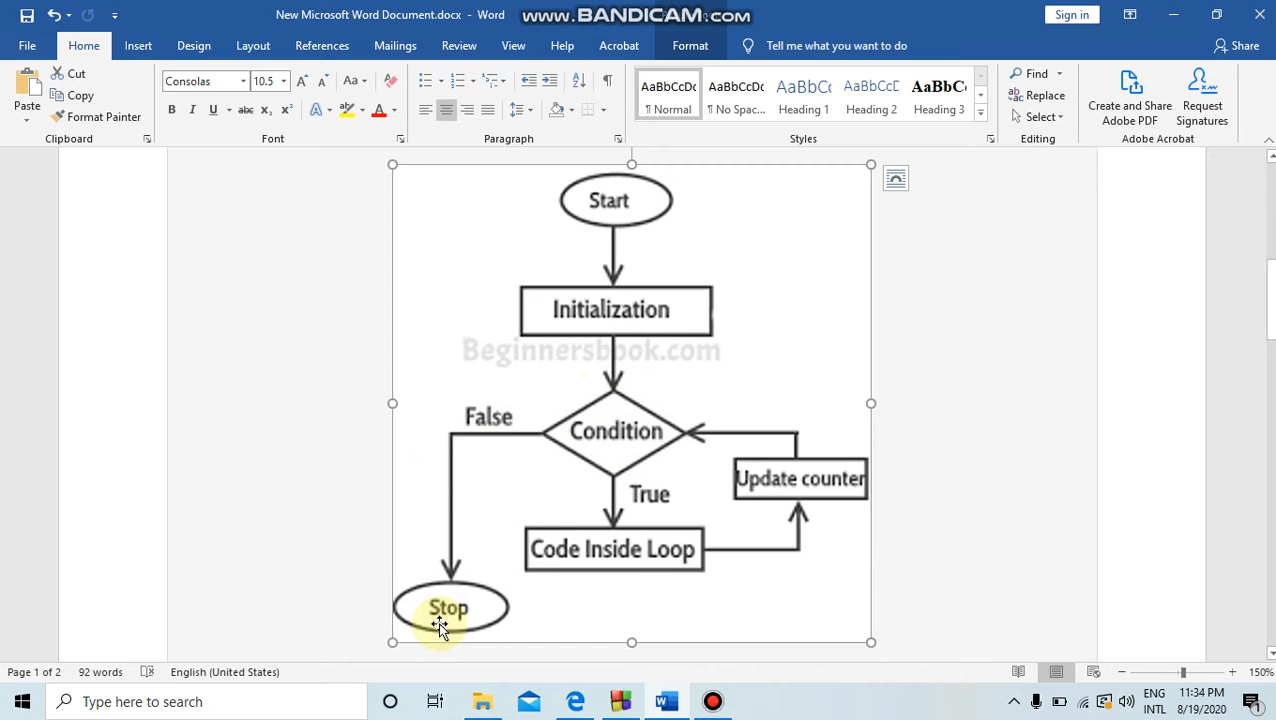 New Microsoft Word Document.docx - Word
www.BANDICAM.com
Sign in
File Home Insert Design Layout References Mailings Review View Help Acrobat Format Tell me what you want to do Share
Paste
Cut
Copy
Format Painter
Clipboard
Consolas 10.5
Font
Paragraph
AaBbCcDc AaBbCcDc AaBbCc AaBbCcD AaBbC
¶ Normal ¶ No Spac... Heading 1 Heading 2 Heading 3
Styles
Find
Replace
Select
Editing
Create and Share
Adobe PDF
Request
Signatures
Adobe Acrobat
Start
Initialization
Beginnersbook.com
False
Condition
Update counter
True
Code Inside Loop
Stop
Page 1 of 2 92 words English (United States) 150%
Type here to search
ENG
INTL
11:34 PM
8/19/2020